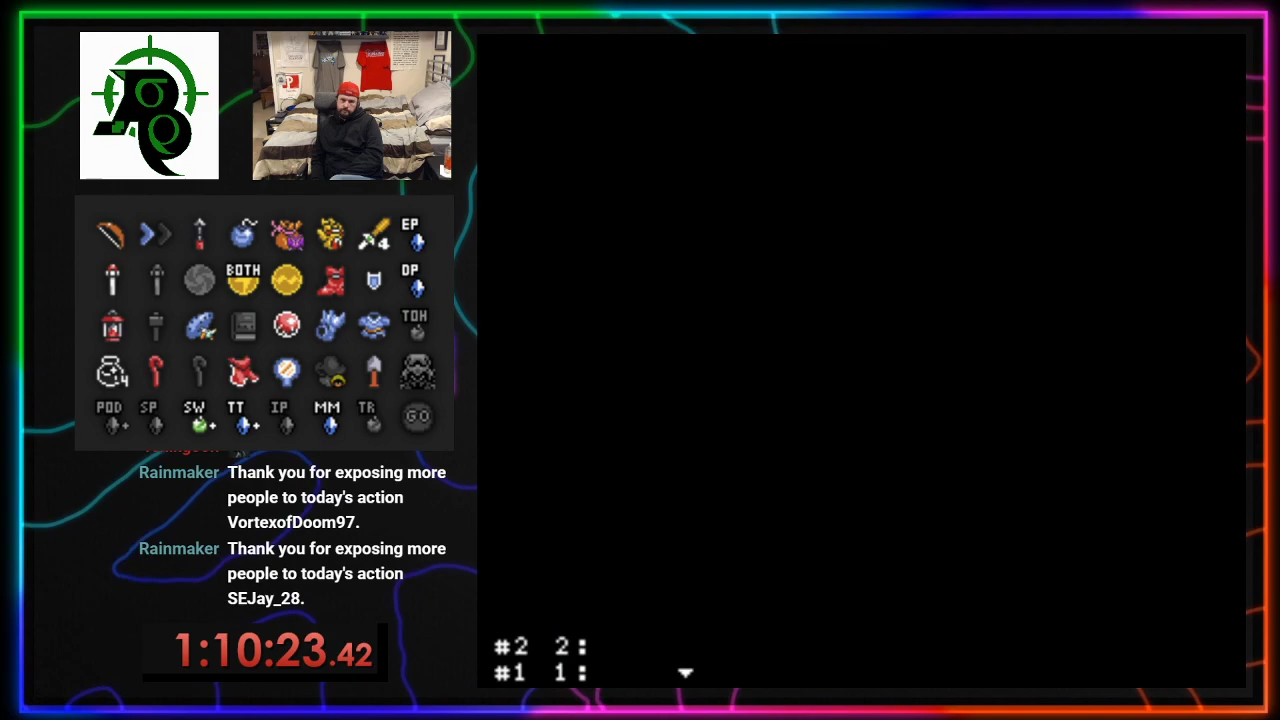 EP
4
BOTH
DP
TOH
4
POD SP SW TT IP MM TR
GO
Rainmaker Thank you for exposing more
people to today's action
VortexofDoom97.
Rainmaker Thank you for exposing more
people to today's action
SEJay_28.
1:10:23.42
#2 2:
#1 1: